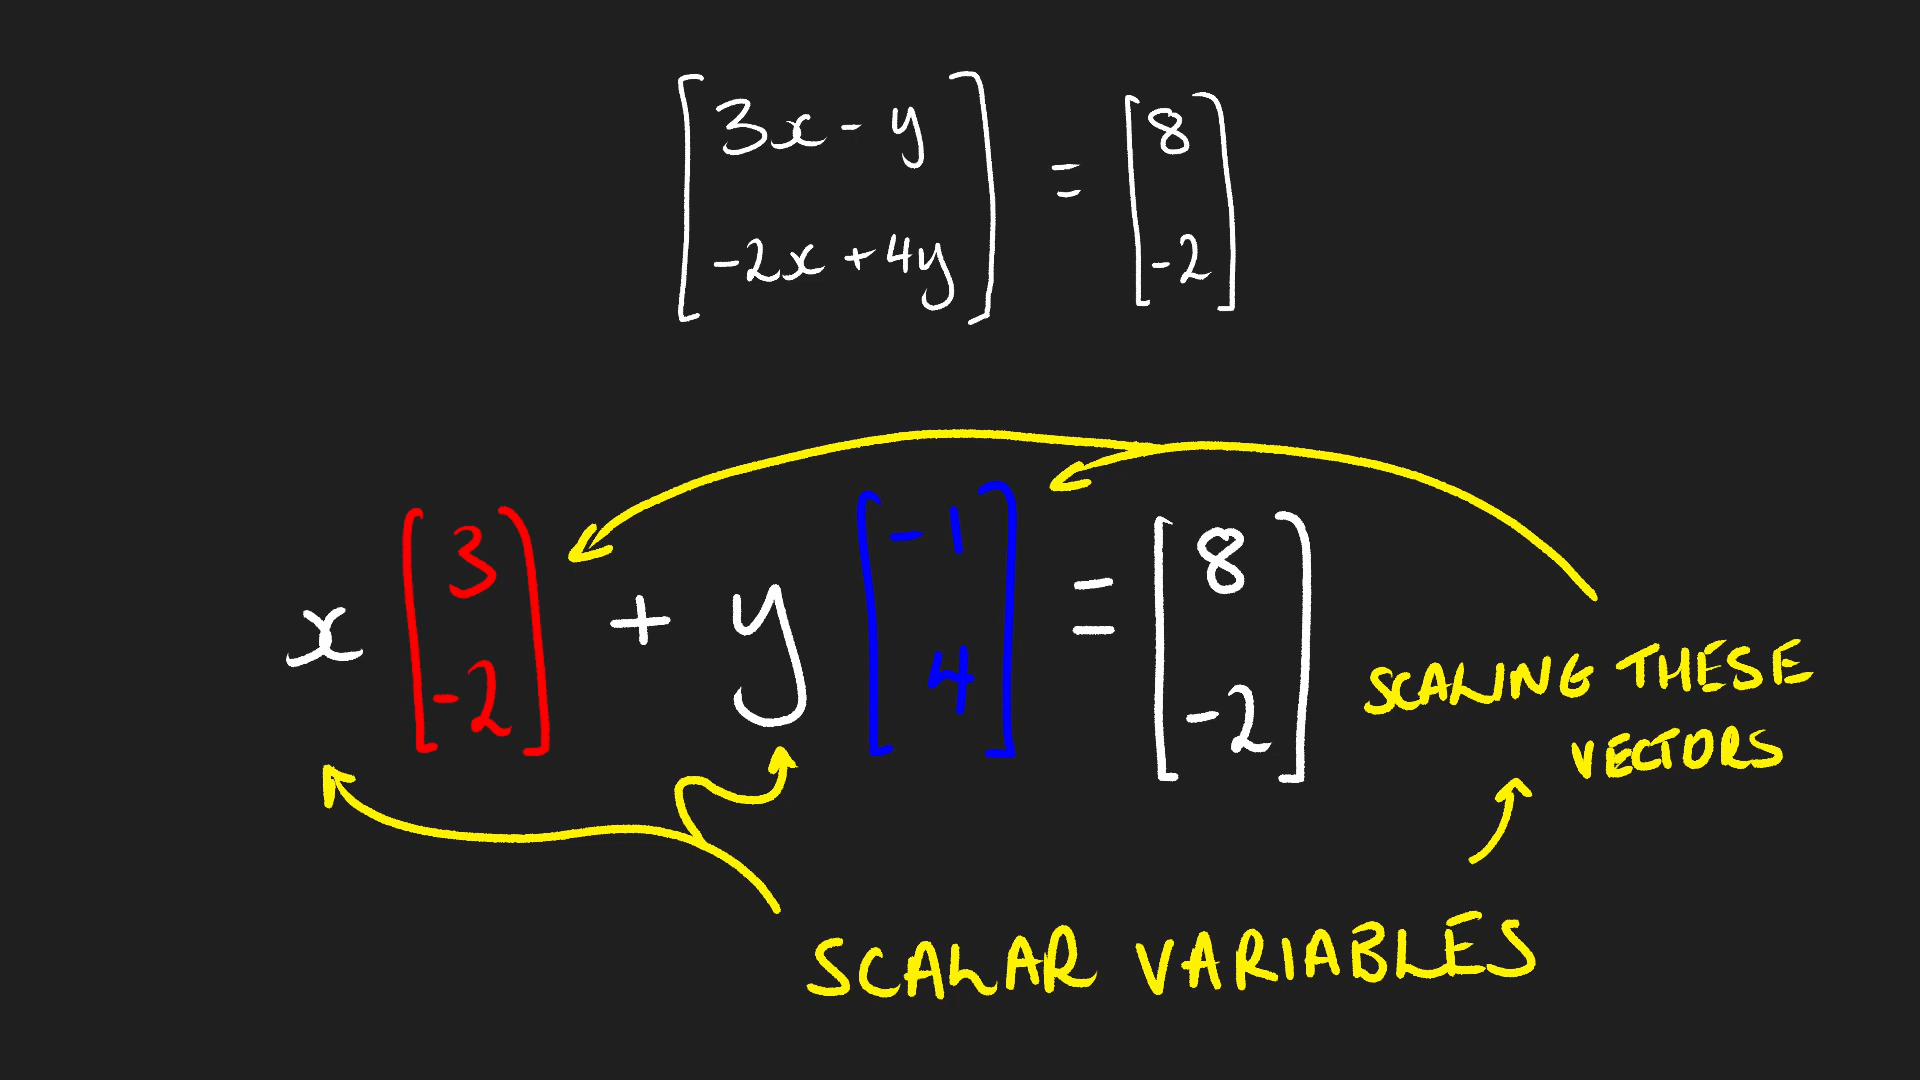 [3x - y] = [8]
[-2x + 4y] [-2]
x [3] + y [-1] = [8]
[-2] [4] [-2]
SCALING THESE
VECTORS
SCALAR VARIABLES